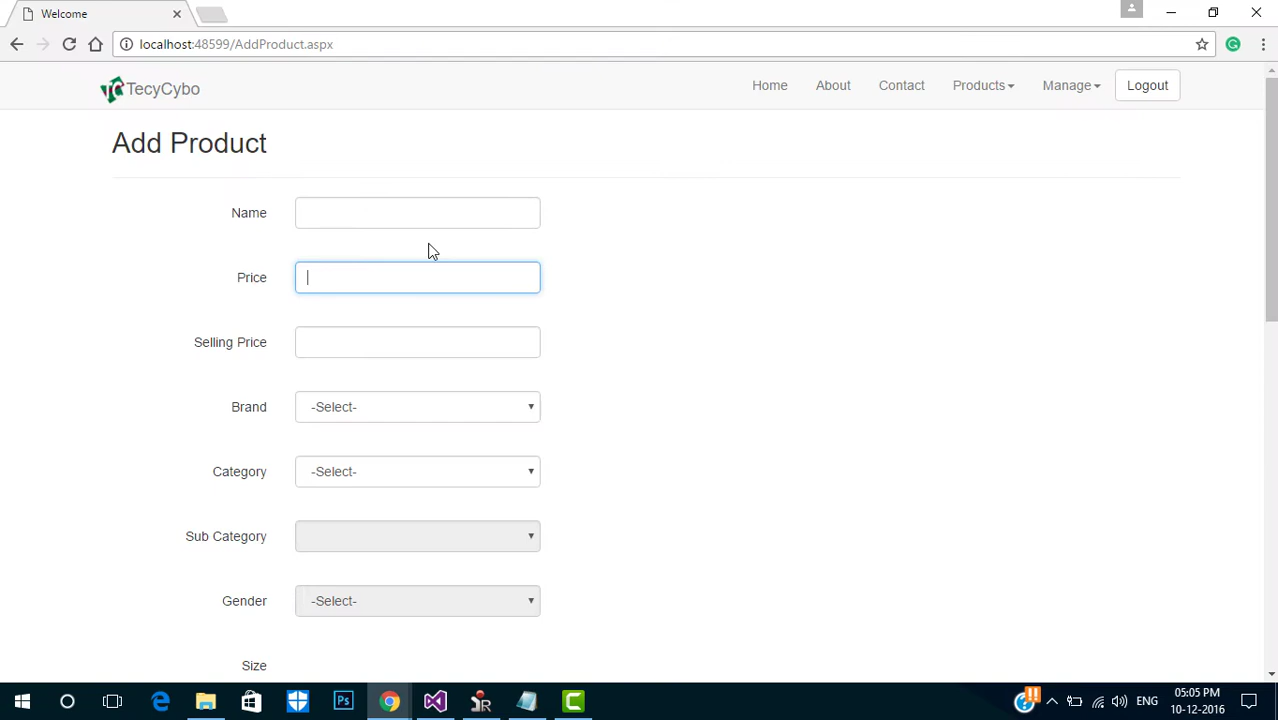 Welcome
localhost:48599/AddProduct.aspx
TecyCybo
Home
About
Contact
Products
Manage
Logout
Add Product
Name
Price
Selling Price
Brand
-Select-
Category
-Select-
Sub Category
Gender
-Select-
Size
Ps
ENG
05:05 PM
10-12-2016